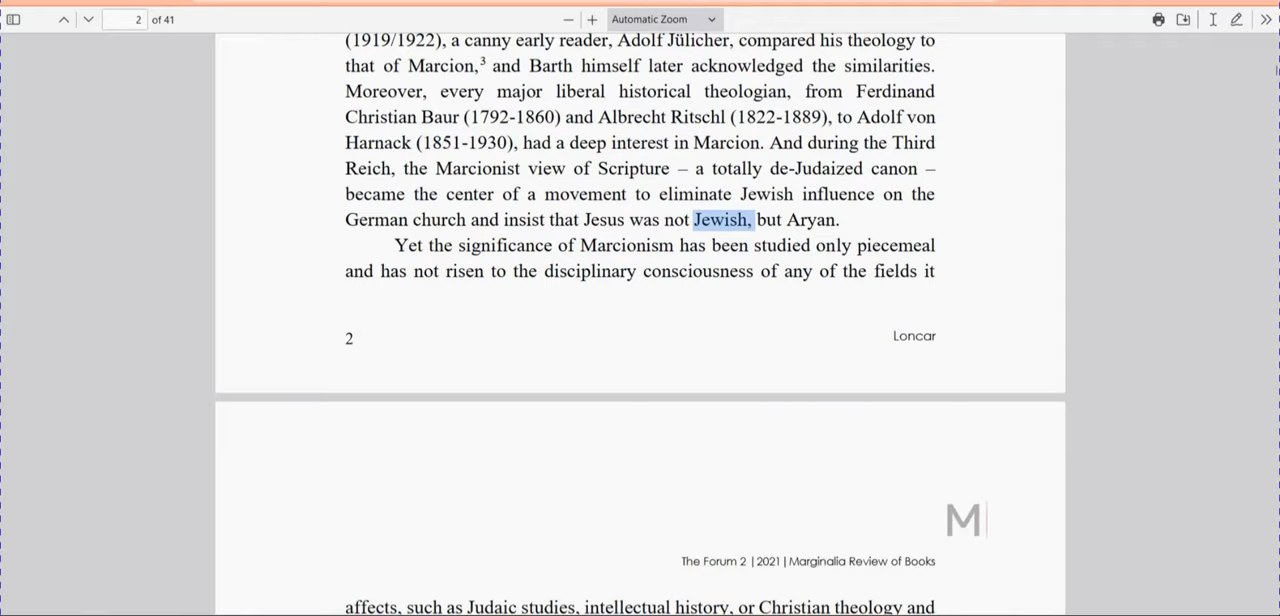 2
of 41
Automatic Zoom
(1919/1922), a canny early reader, Adolf Jülicher, compared his theology to
that of Marcion,³ and Barth himself later acknowledged the similarities.
Moreover, every major liberal historical theologian, from Ferdinand
Christian Baur (1792-1860) and Albrecht Ritschl (1822-1889), to Adolf von
Harnack (1851-1930), had a deep interest in Marcion. And during the Third
Reich, the Marcionist view of Scripture – a totally de-Judaized canon –
became the center of a movement to eliminate Jewish influence on the
German church and insist that Jesus was not Jewish, but Aryan.
Yet the significance of Marcionism has been studied only piecemeal
and has not risen to the disciplinary consciousness of any of the fields it
2
Loncar
M
The Forum 2 | 2021 | Marginalia Review of Books
affects, such as Judaic studies, intellectual history, or Christian theology and